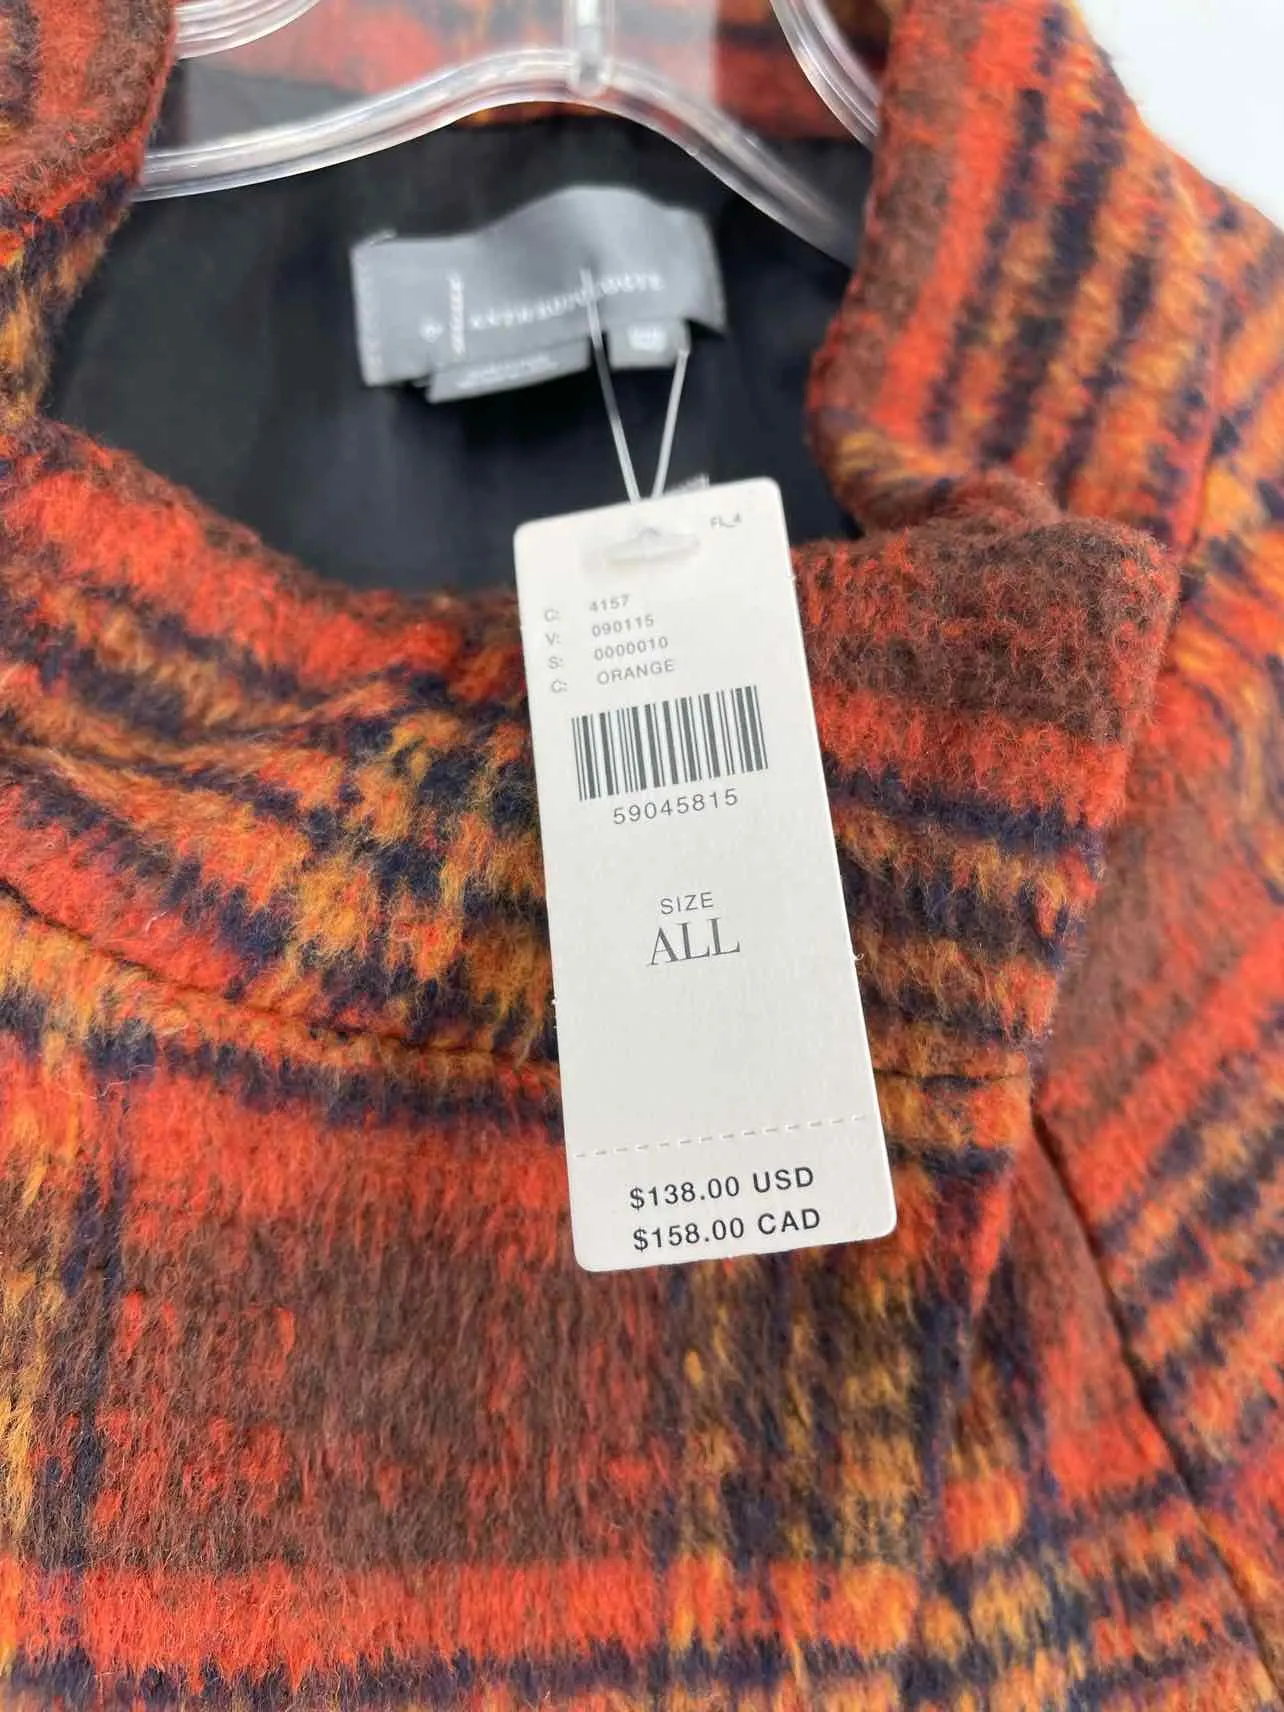 FL_4
C: 4157
V: 090115
S: 0000010
C: ORANGE
59045815
SIZE
ALL
$138.00 USD
$158.00 CAD